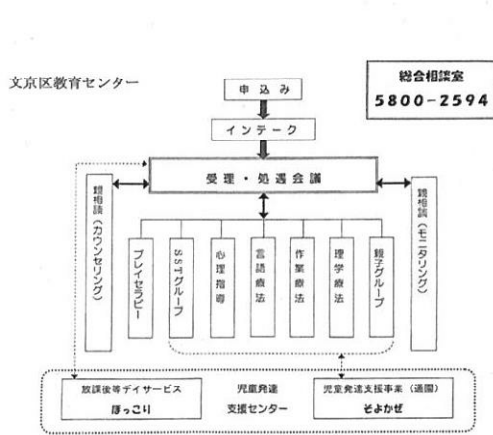 文京区教育センター
総合相談室
5800-2594
申込み
インテーク
受理・処遇会議
親相談(カウンセリング)
プレイセラピー
SSTグループ
心理指導
言語療法
作業療法
理学療法
親子グループ
親相談(モニタリング)
放課後等デイサービス
ほっこり
児童発達
支援センター
児童発達支援事業(通園)
そよかぜ